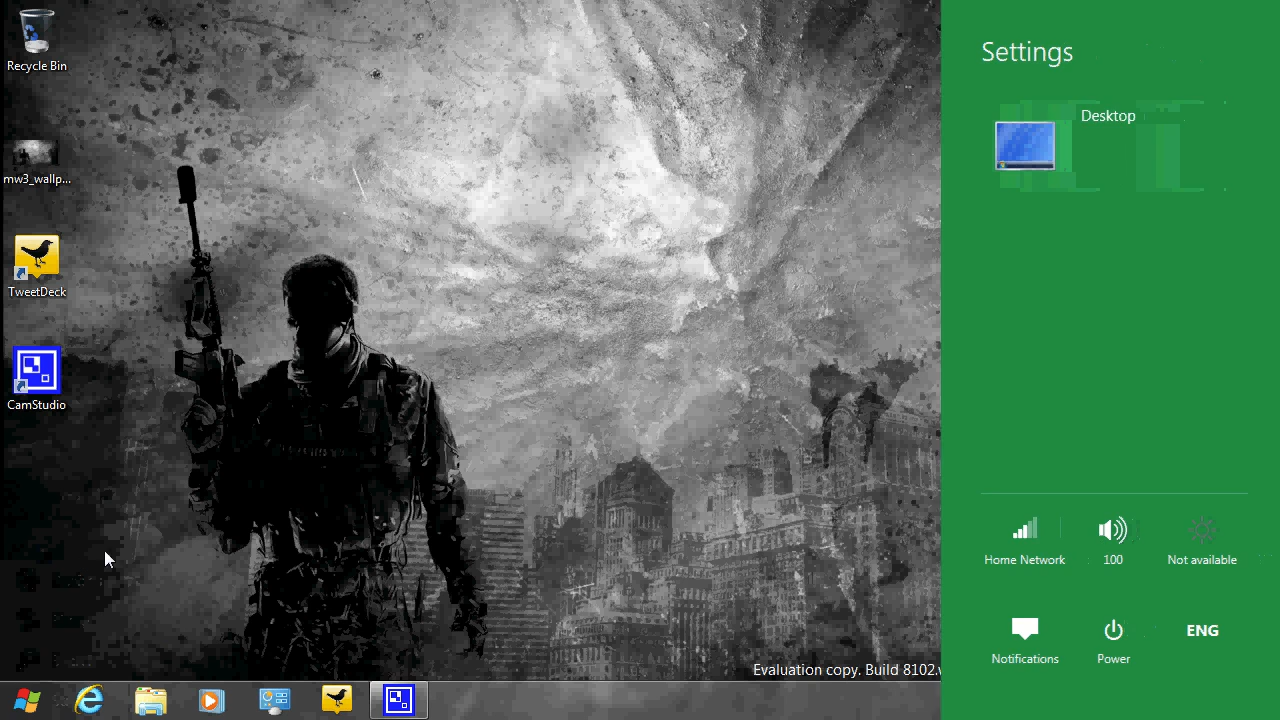 Recycle Bin
mw3_wallp...
TweetDeck
CamStudio
Evaluation copy. Build 8102.
Settings
Desktop
Home Network
100
Not available
Notifications
Power
ENG